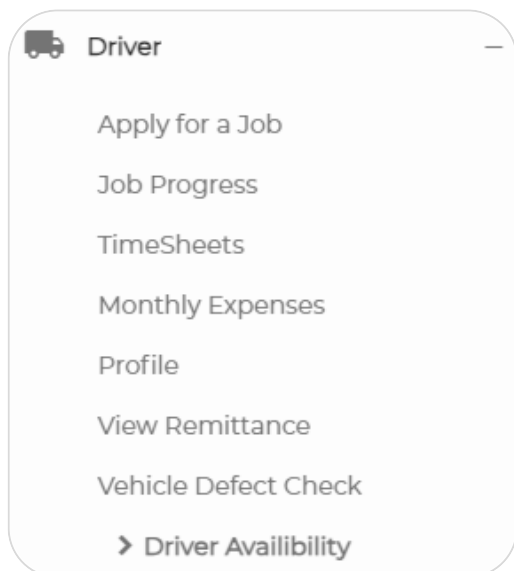 Driver
Apply for a Job
Job Progress
TimeSheets
Monthly Expenses
Profile
View Remittance
Vehicle Defect Check
Driver Availibility